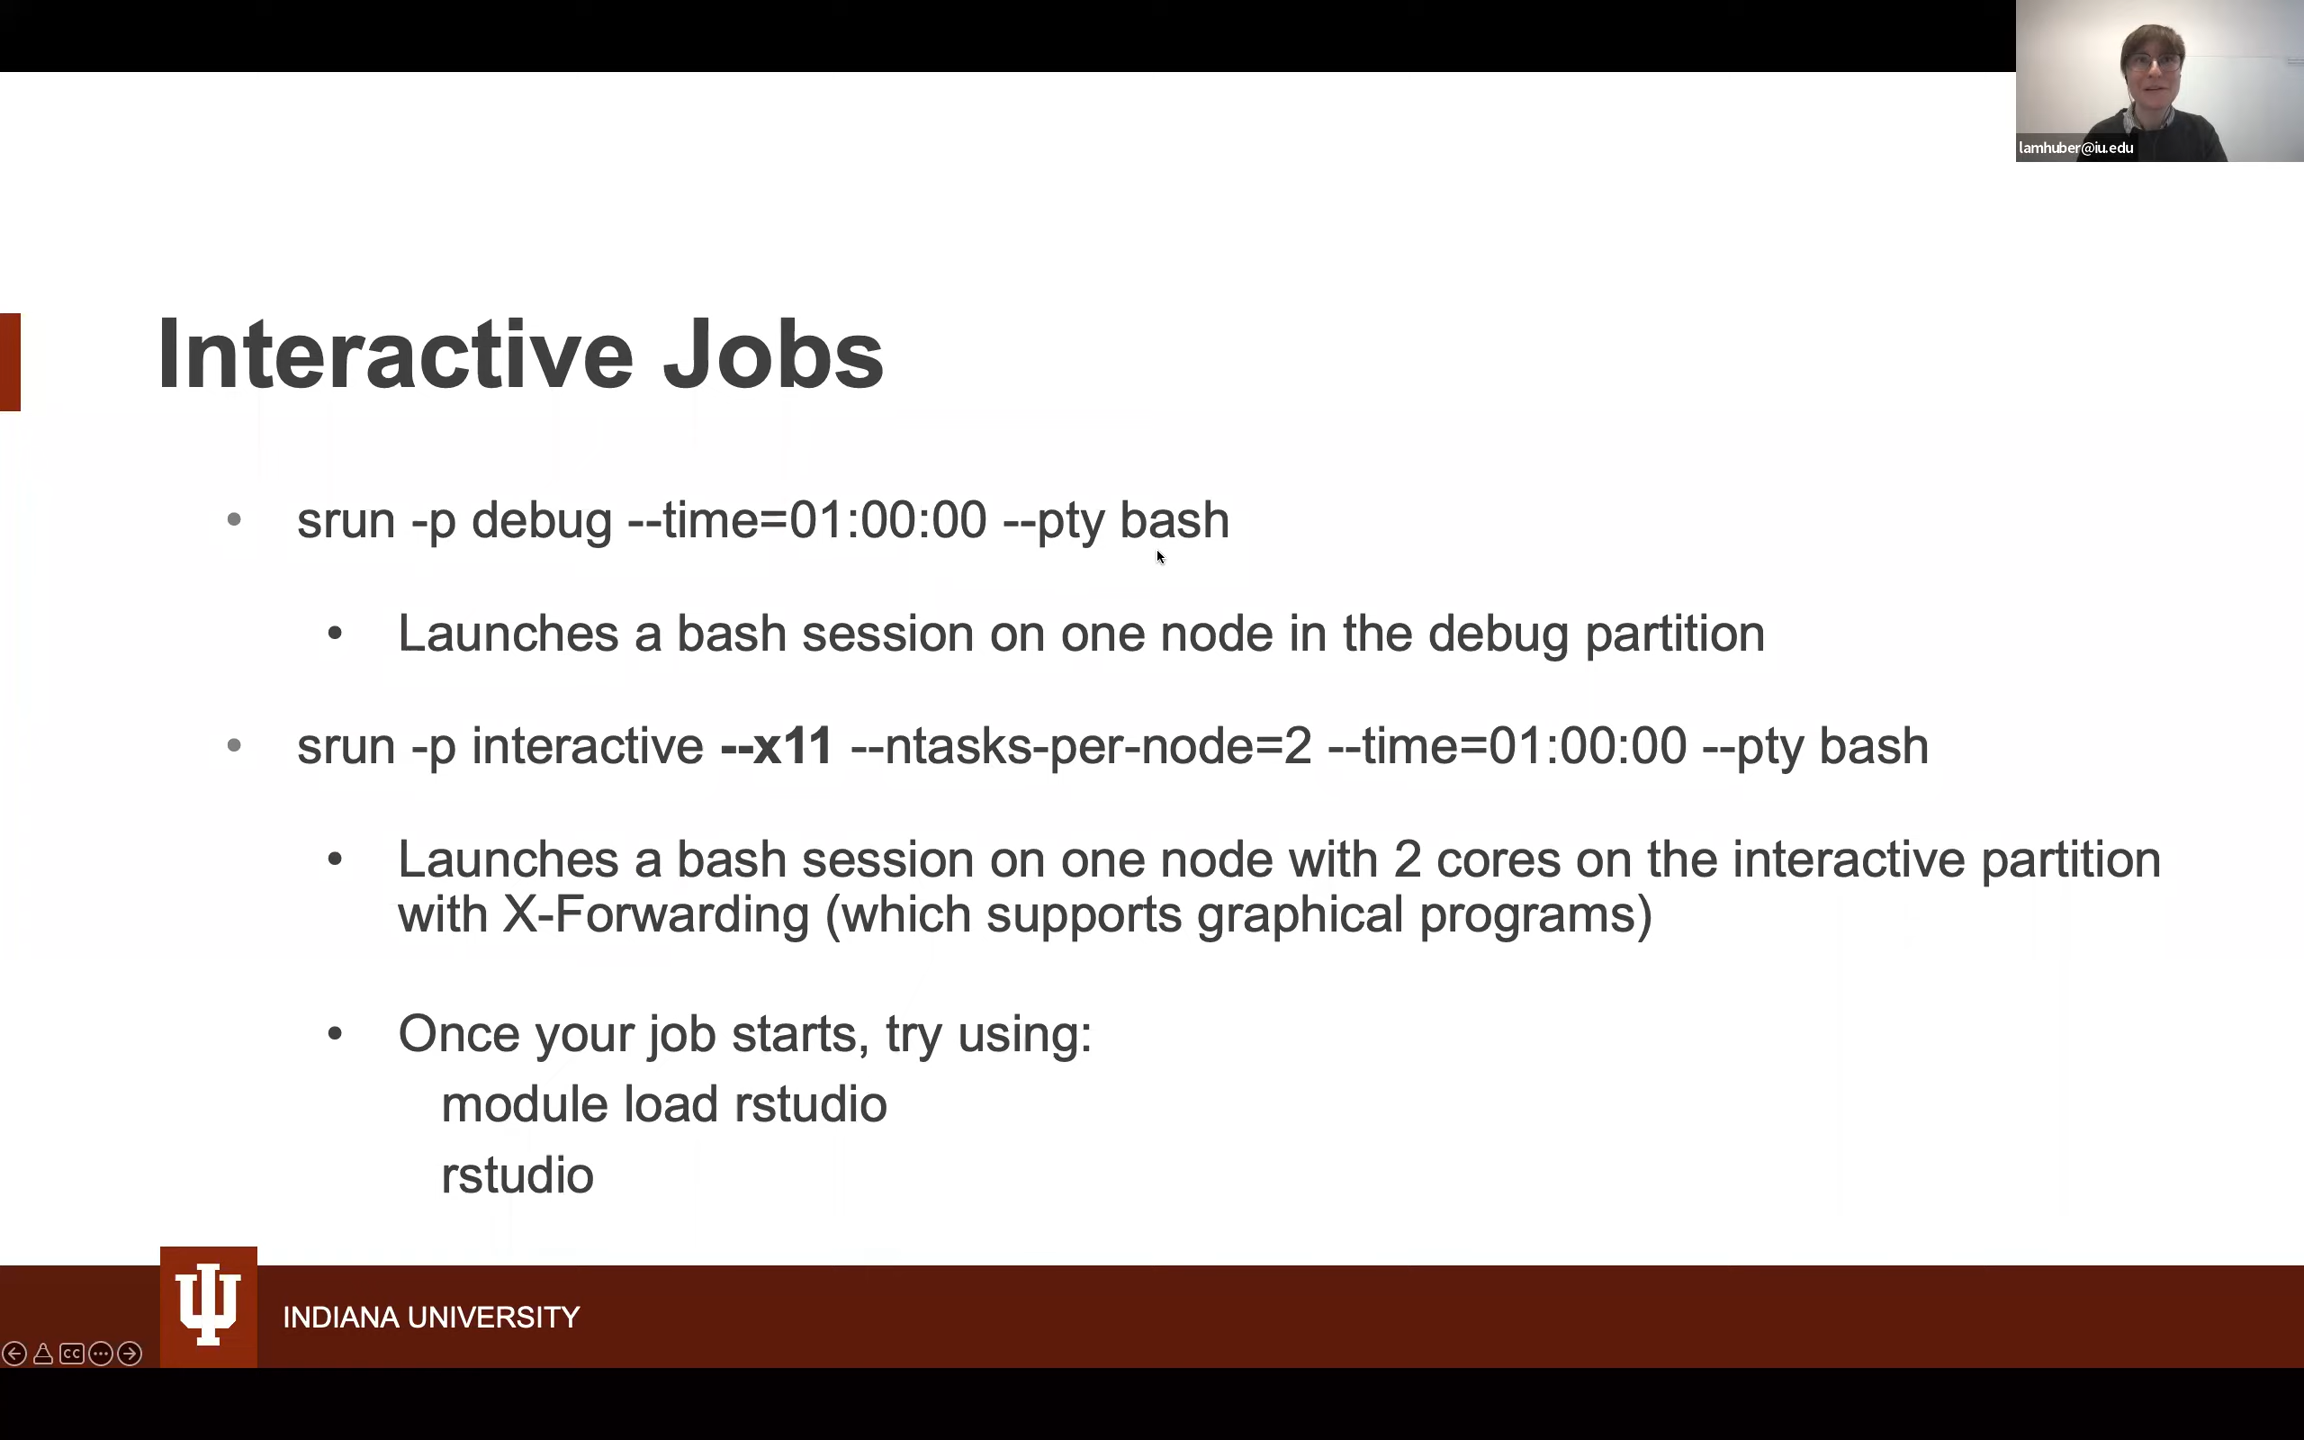 lamhuber@iu.edu
Interactive Jobs
• srun -p debug --time=01:00:00 --pty bash
• Launches a bash session on one node in the debug partition
• srun -p interactive --x11 --ntasks-per-node=2 --time=01:00:00 --pty bash
• Launches a bash session on one node with 2 cores on the interactive partition
with X-Forwarding (which supports graphical programs)
• Once your job starts, try using:
module load rstudio
rstudio
INDIANA UNIVERSITY
CC